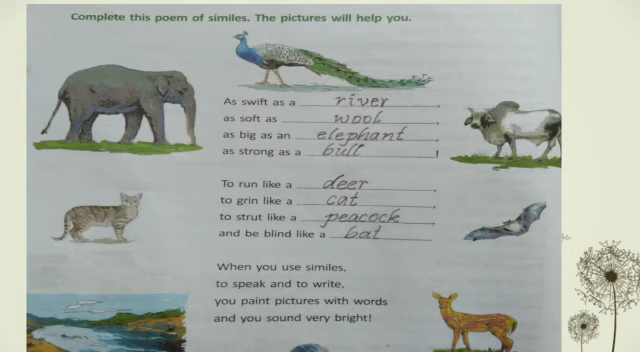 Complete this poem of similes. The pictures will help you.
As swift as a river,
as soft as wool,
as big as an elephant,
as strong as a bull!
To run like a deer,
to grin like a cat,
to strut like a peacock,
and be blind like a bat
When you use similes,
to speak and to write,
you paint pictures with words
and you sound very bright!